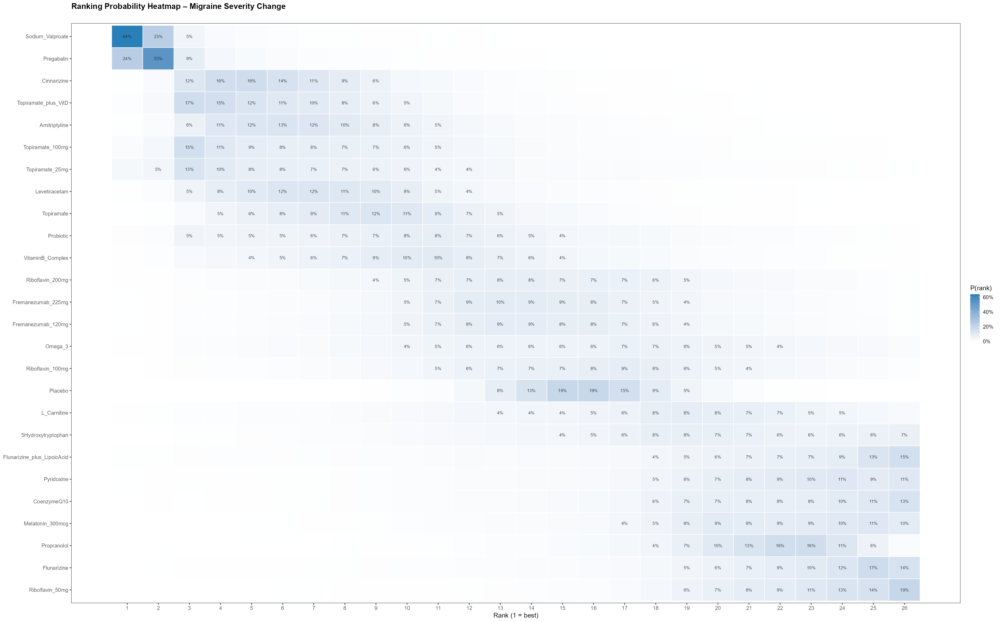 Ranking Probability Heatmap – Migraine Severity Change
Sodium_Valproate 64% 23% 5%
Pregabalin 24% 53% 9%
Cinnarizine 12% 16% 16% 14% 11% 9% 6%
Topiramate_plus_VitD 17% 15% 12% 11% 10% 8% 6% 5%
Amitriptyline 6% 11% 12% 13% 12% 10% 8% 6% 5%
Topiramate_100mg 15% 11% 9% 8% 8% 7% 7% 6% 5%
Topiramate_25mg 5% 13% 10% 8% 8% 7% 7% 6% 6% 4% 4%
Levetiracetam 5% 8% 10% 12% 12% 11% 10% 8% 5% 4%
Topiramate 5% 6% 8% 9% 11% 12% 11% 9% 7% 5%
Probiotic 5% 5% 5% 5% 6% 7% 7% 8% 8% 7% 6% 5% 4%
VitaminB_Complex 4% 5% 6% 7% 9% 10% 10% 8% 7% 6% 4%
Riboflavin_200mg 4% 5% 7% 7% 8% 8% 7% 7% 7% 6% 5%
Fremanezumab_225mg 5% 7% 9% 10% 9% 9% 8% 7% 5% 4%
Fremanezumab_120mg 5% 7% 8% 9% 9% 8% 8% 7% 6% 4%
Omega_3 4% 5% 6% 6% 6% 6% 6% 7% 7% 6% 5% 5% 4%
Riboflavin_100mg 5% 6% 7% 7% 7% 8% 9% 8% 6% 5% 4%
Placebo 8% 13% 19% 19% 15% 9% 5%
L_Carnitine 4% 4% 4% 5% 6% 8% 8% 8% 7% 7% 5% 5%
5Hydroxytryptophan 4% 5% 6% 8% 8% 7% 7% 6% 6% 6% 6% 7%
Flunarizine_plus_LipoicAcid 4% 5% 6% 7% 7% 7% 9% 13% 15%
Pyridoxine 5% 6% 7% 8% 9% 10% 11% 9% 11%
CoenzymeQ10 6% 7% 7% 8% 8% 8% 10% 11% 13%
Melatonin_300mcg 4% 5% 8% 9% 9% 9% 9% 10% 11% 10%
Propranolol 4% 7% 10% 13% 16% 16% 11% 6%
Flunarizine 5% 6% 7% 9% 10% 12% 17% 14%
Riboflavin_50mg 6% 7% 8% 9% 11% 13% 14% 19%
1 2 3 4 5 6 7 8 9 10 11 12 13 14 15 16 17 18 19 20 21 22 23 24 25 26
Rank (1 = best)
P(rank)
60%
40%
20%
0%